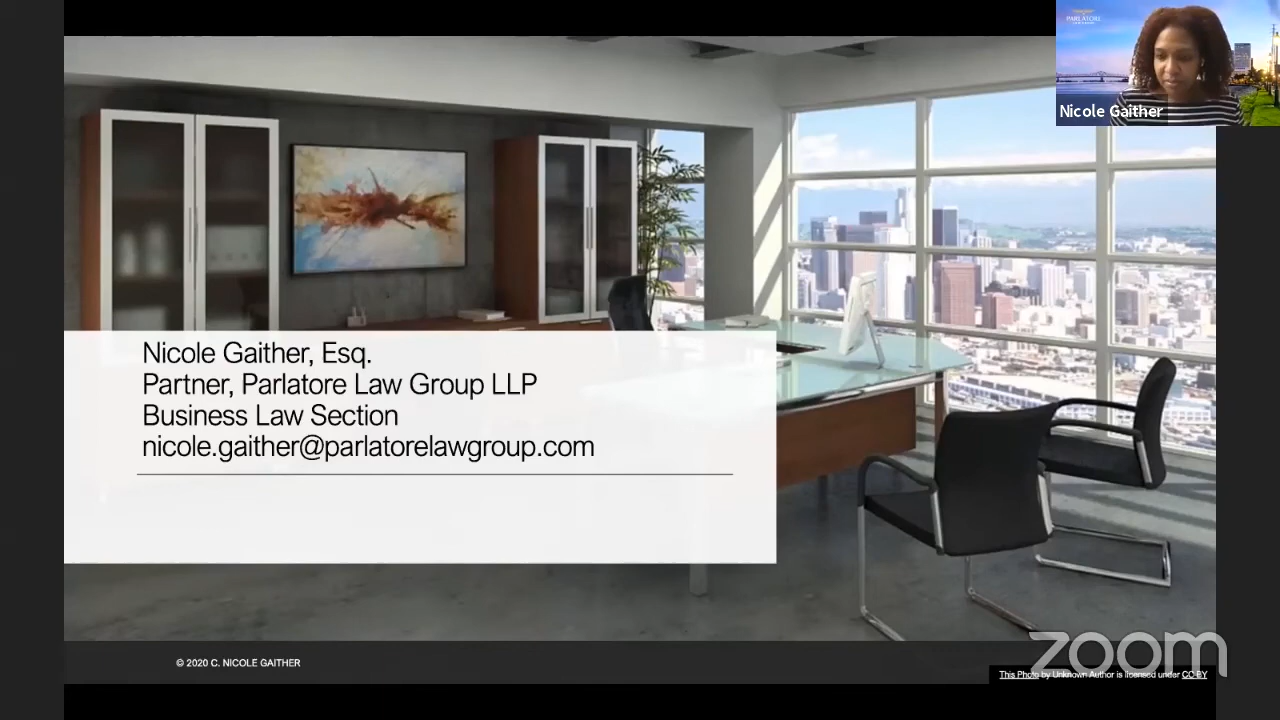 PARLATORE
Nicole Gaither
Nicole Gaither, Esq.
Partner, Parlatore Law Group LLP
Business Law Section
nicole.gaither@parlatorelawgroup.com
© 2020 C. NICOLE GAITHER
zoom
This Photo by Unknown Author is licensed under CC BY